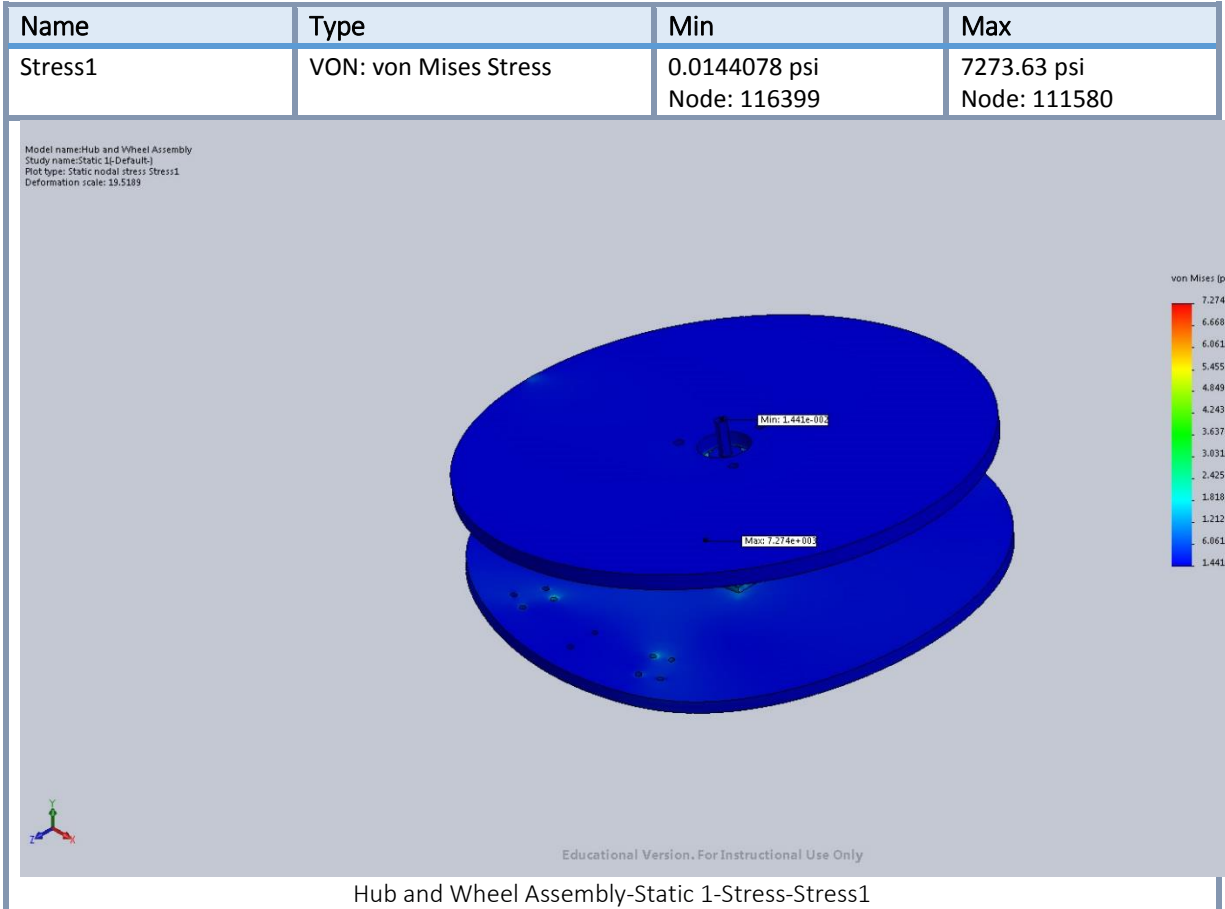 Name Type Min Max
Stress1 VON: von Mises Stress 0.0144078 psi 7273.63 psi
Node: 116399 Node: 111580
Model name:Hub and Wheel Assembly
Study name:Static 1(-Default-)
Plot type: Static nodal stress Stress1
Deformation scale: 19.5189
von Mises (p
7.274
6.668
6.061
5.455
4.849
4.243
3.637
3.031
2.425
1.818
1.212
6.061
1.441
Min: 1.441e-002
Max: 7.274e+003
Y
Z X
Educational Version. For Instructional Use Only
Hub and Wheel Assembly-Static 1-Stress-Stress1